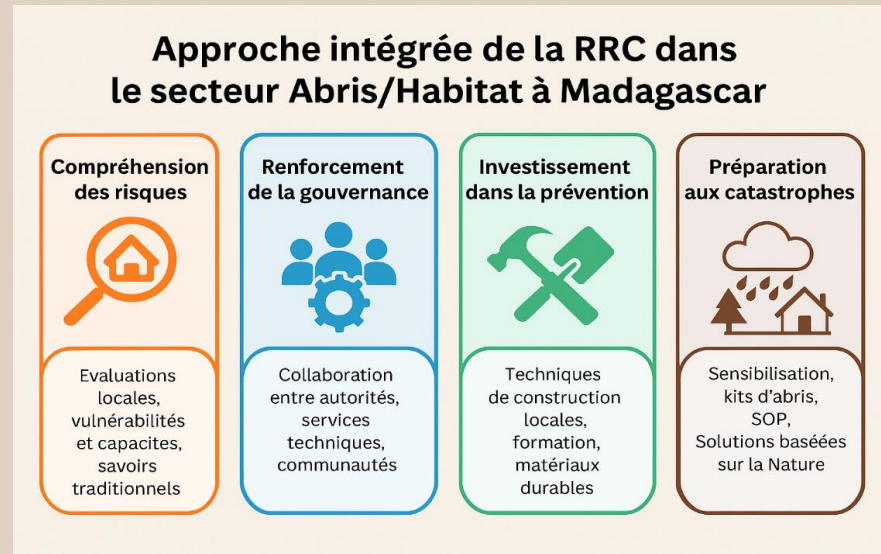 Approche intégrée de la RRC dans
le secteur Abris/Habitat à Madagascar
Compréhension
des risques
Evaluations
locales,
vulnérabilités
et capacites,
savoirs
traditionnels
Renforcement
de la gouvernance
Collaboration
entre autorités,
services
techniques,
communautés
Investissement
dans la prévention
Techniques
de construction
locales,
formation,
matériaux
durables
Préparation
aux catastrophes
Sensibilisation,
kits d'abris,
SOP,
Solutions baséées
sur la Nature